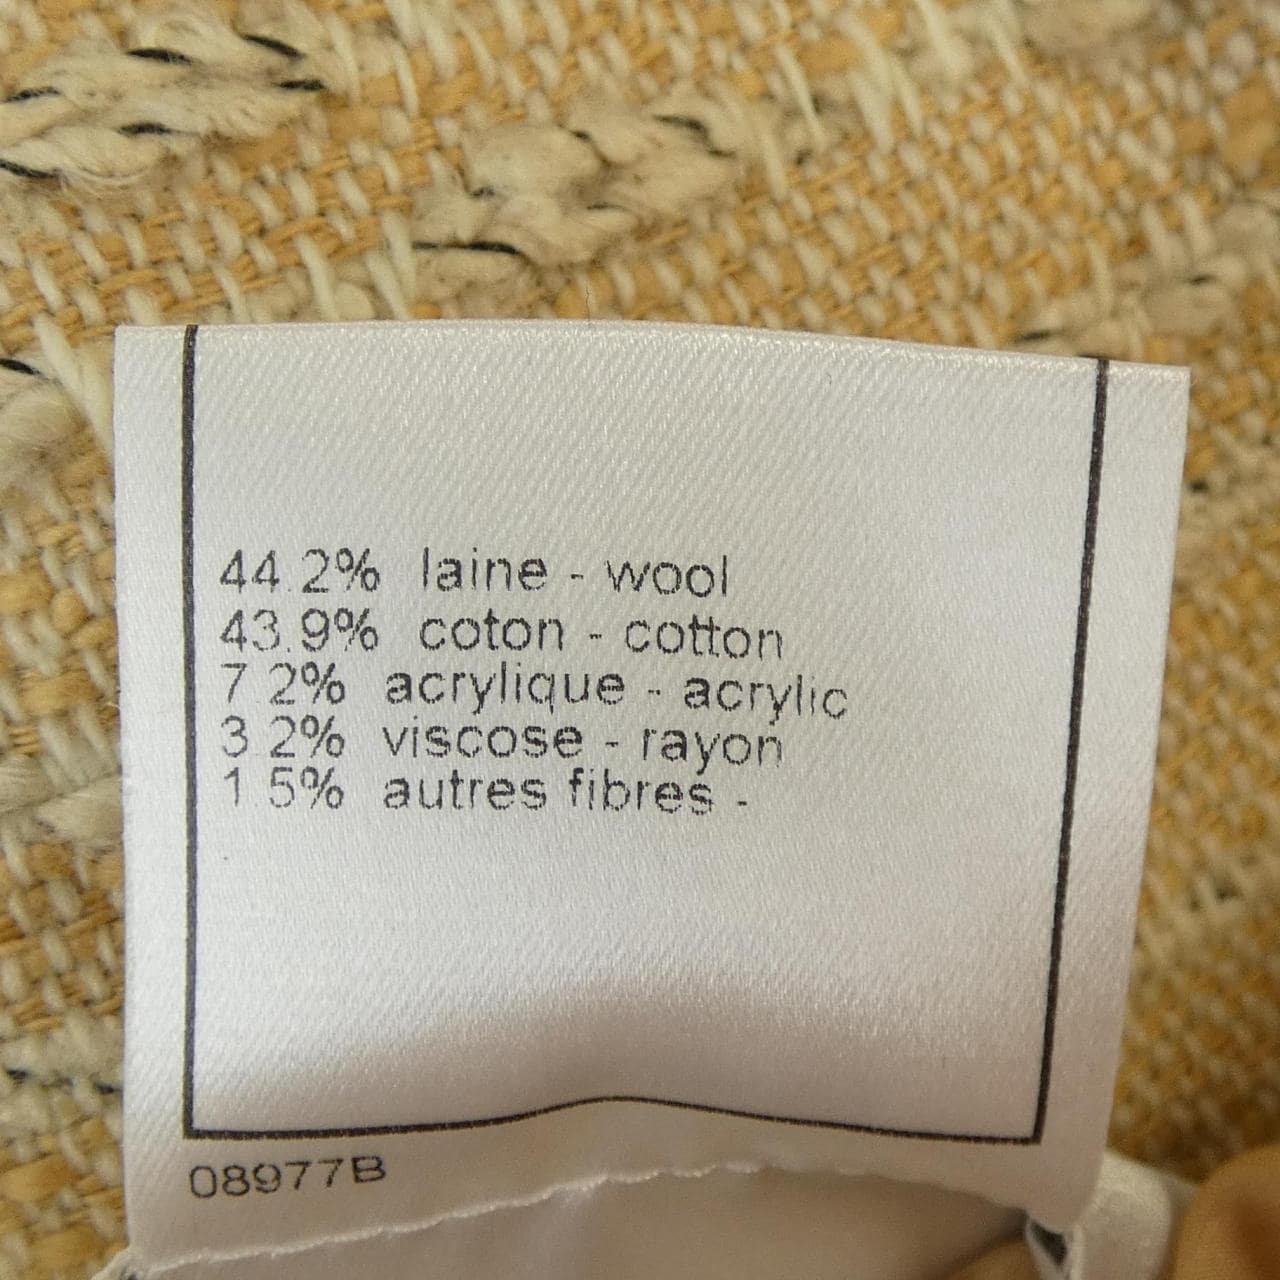 44.2% laine - wool
43.9% coton - cotton
7.2% acrylique - acrylic
3.2% viscose - rayon
1.5% autres fibres -
08977B